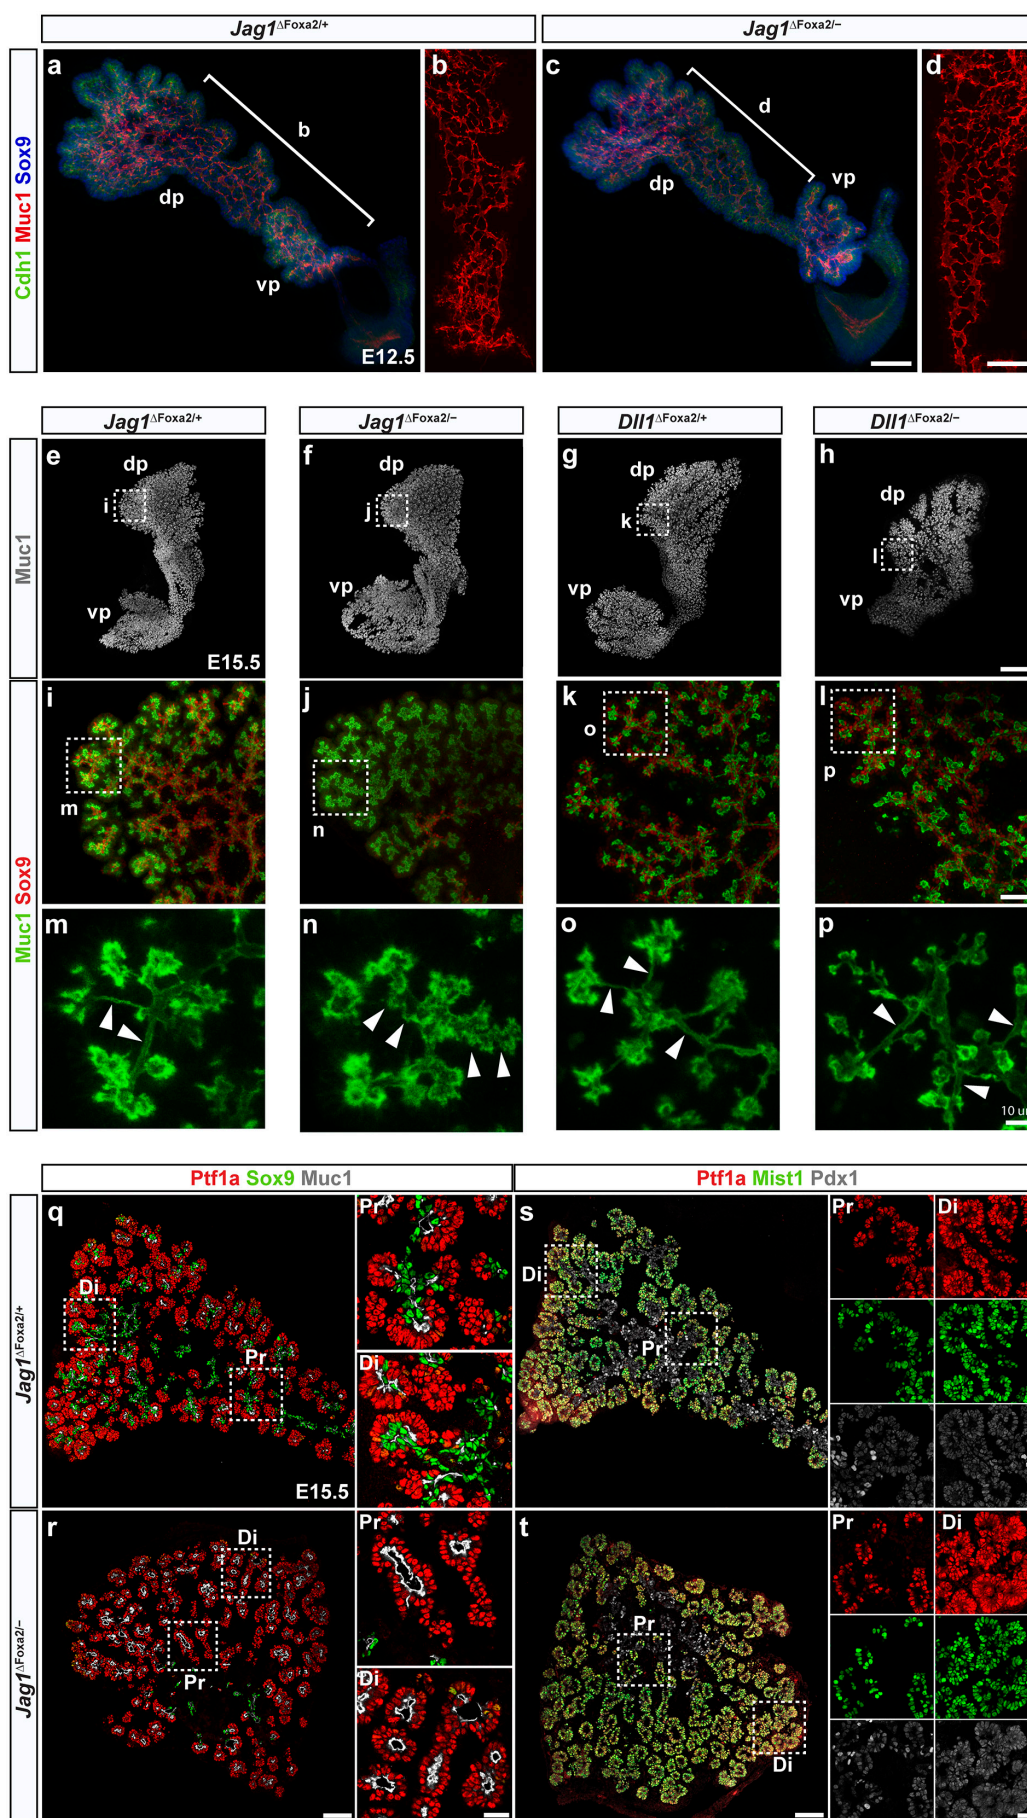 Jag1ΔFoxa2/+ Jag1ΔFoxa2/−
Cdh1 Muc1 Sox9
a b c d
b d
dp vp dp vp
E12.5
Jag1ΔFoxa2/+ Jag1ΔFoxa2/− Dll1ΔFoxa2/+ Dll1ΔFoxa2/−
Muc1
e f g h
dp dp dp dp
i j k l
vp vp vp vp
E15.5
Muc1 Sox9
i j k l
m n o p
m n o p
10 um
Ptf1a Sox9 Muc1 Ptf1a Mist1 Pdx1
Jag1ΔFoxa2/+
q Pr s Pr Di
Di Di
Pr Di Pr
E15.5
Jag1ΔFoxa2/−
r Di Pr t Pr Di
Pr Di Pr
Di